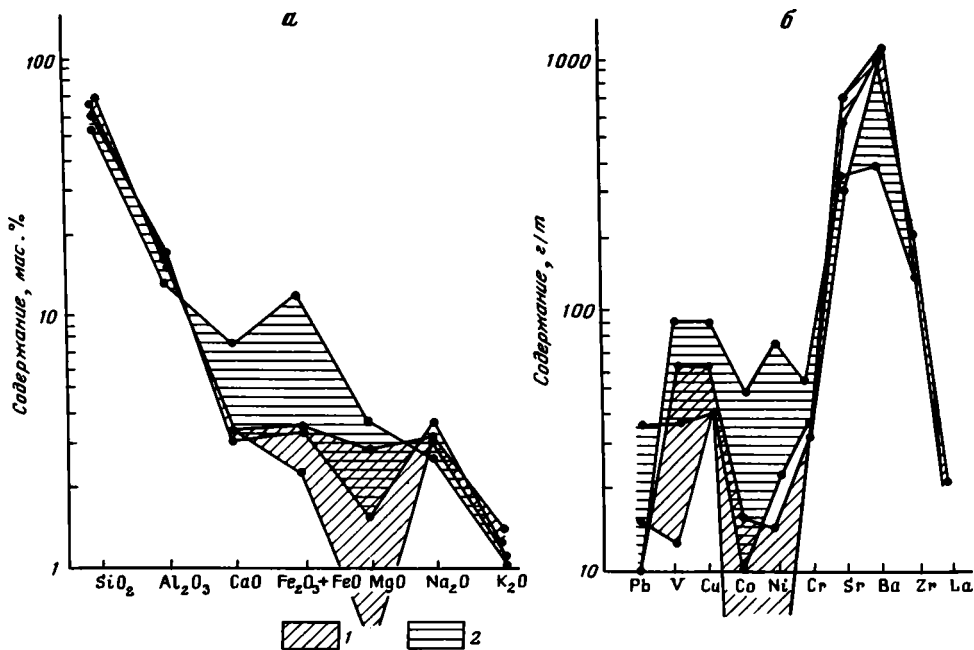 а
Содержание, мас. %
100
10
1
SiO₂ Al₂O₃ CaO Fe₂O₃+FeO MgO Na₂O K₂O
б
Содержание, г/т
1000
100
10
Pb V Cu Co Ni Cr Sr Ba Zr La
1 2